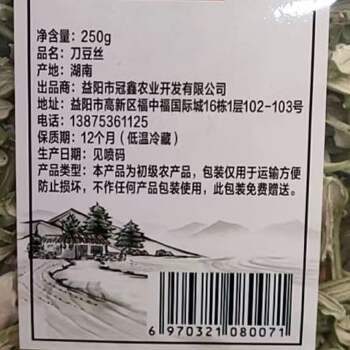 净含量：250g
品名：刀豆丝
产地：湖南
出品商：益阳市冠鑫农业开发有限公司
地址：益阳市高新区福中福国际城16栋1层102-103号
电话：13875361125
保质期：12个月（低温冷藏）
生产日期：见喷码
产品类型：本产品为初级农产品，包装仅用于运输方便
防止损坏，不作任何产品包装使用，此包装免费赠送。
6 970321 080071